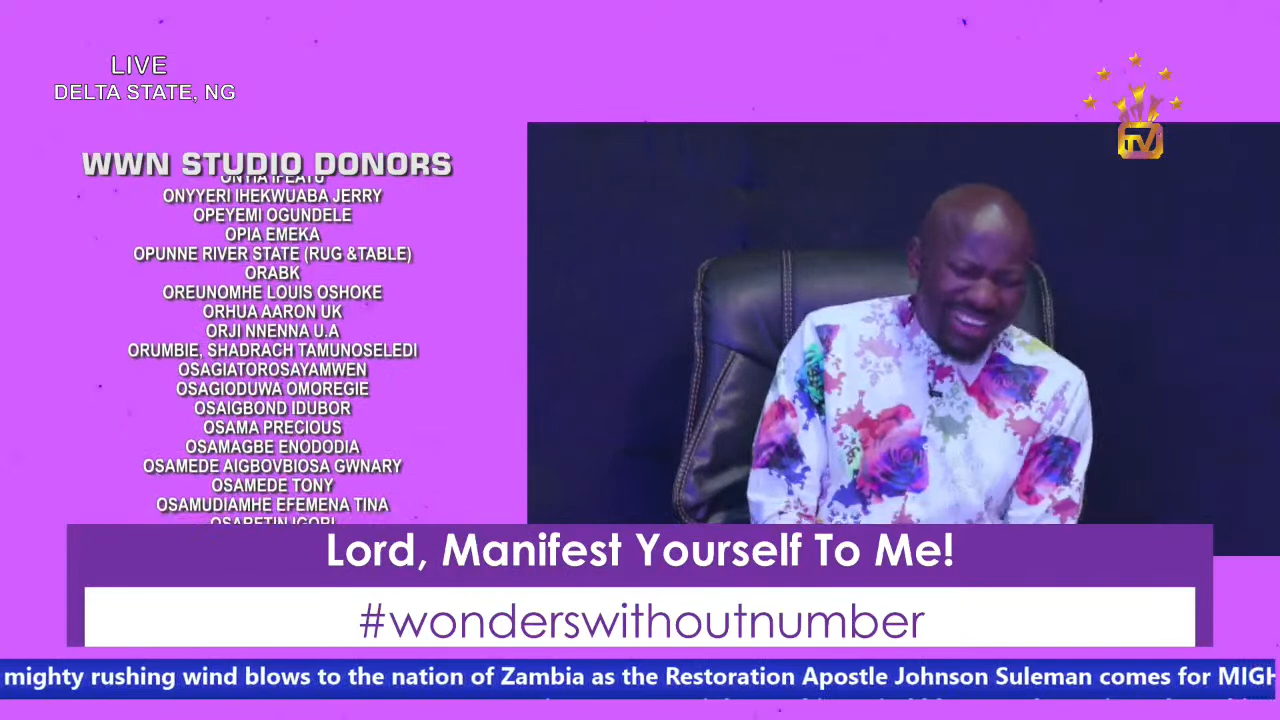 LIVE
DELTA STATE, NG
TV
WWN STUDIO DONORS
ONYIA IFEATU
ONYYERI IHEKWUABA JERRY
OPEYEMI OGUNDELE
OPIA EMEKA
OPUNNE RIVER STATE (RUG &TABLE)
ORABK
OREUNOMHE LOUIS OSHOKE
ORHUA AARON UK
ORJI NNENNA U.A
ORUMBIE, SHADRACH TAMUNOSELEDI
OSAGIATOROSAYAMWEN
OSAGIODUWA OMOREGIE
OSAIGBOND IDUBOR
OSAMA PRECIOUS
OSAMAGBE ENODODIA
OSAMEDE AIGBOVBIOSA GWNARY
OSAMEDE TONY
OSAMUDIAMHE EFEMENA TINA
Lord, Manifest Yourself To Me!
#wonderswithoutnumber
mighty rushing wind blows to the nation of Zambia as the Restoration Apostle Johnson Suleman comes for MIGH